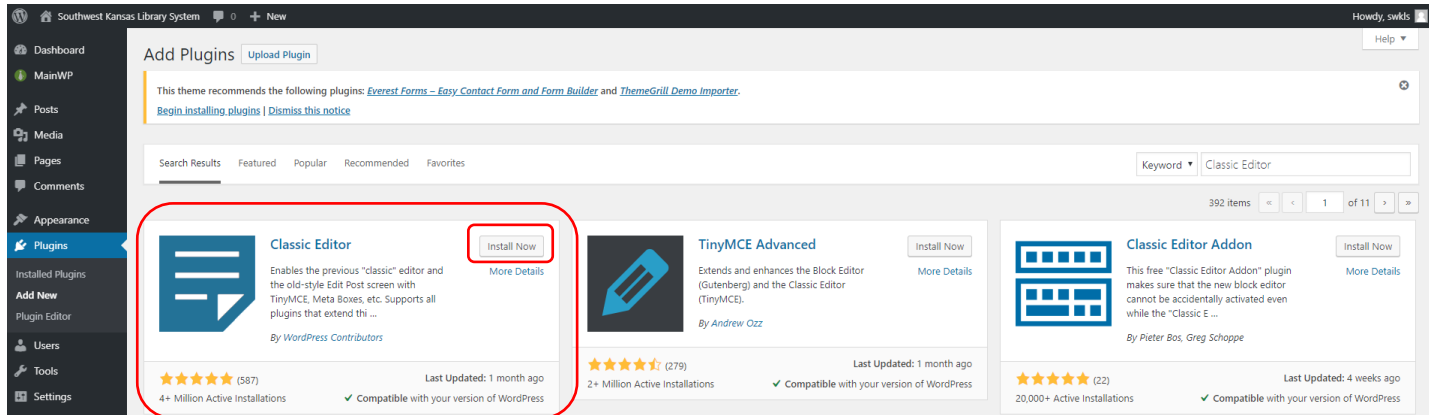 Southwest Kansas Library System 0 + New Howdy, swkls
Dashboard
MainWP
Posts
Media
Pages
Comments
Appearance
Plugins
Installed Plugins
Add New
Plugin Editor
Users
Tools
Settings
Add Plugins Upload Plugin Help ▼
This theme recommends the following plugins: Everest Forms – Easy Contact Form and Form Builder and ThemeGrill Demo Importer.
Begin installing plugins | Dismiss this notice
Search Results Featured Popular Recommended Favorites Keyword ▼ Classic Editor
392 items « ‹ 1 of 11 › »
Classic Editor Install Now
More Details
Enables the previous "classic" editor and
the old-style Edit Post screen with
TinyMCE, Meta Boxes, etc. Supports all
plugins that extend thi ...
By WordPress Contributors
(587) Last Updated: 1 month ago
4+ Million Active Installations ✓ Compatible with your version of WordPress
TinyMCE Advanced Install Now
More Details
Extends and enhances the Block Editor
(Gutenberg) and the Classic Editor
(TinyMCE).
By Andrew Ozz
(279) Last Updated: 1 month ago
2+ Million Active Installations ✓ Compatible with your version of WordPress
Classic Editor Addon Install Now
More Details
This free "Classic Editor Addon" plugin
makes sure that the new block editor
cannot be accidentally activated even
while the "Classic E ...
By Pieter Bos, Greg Schoppe
(22) Last Updated: 4 weeks ago
20,000+ Active Installations ✓ Compatible with your version of WordPress